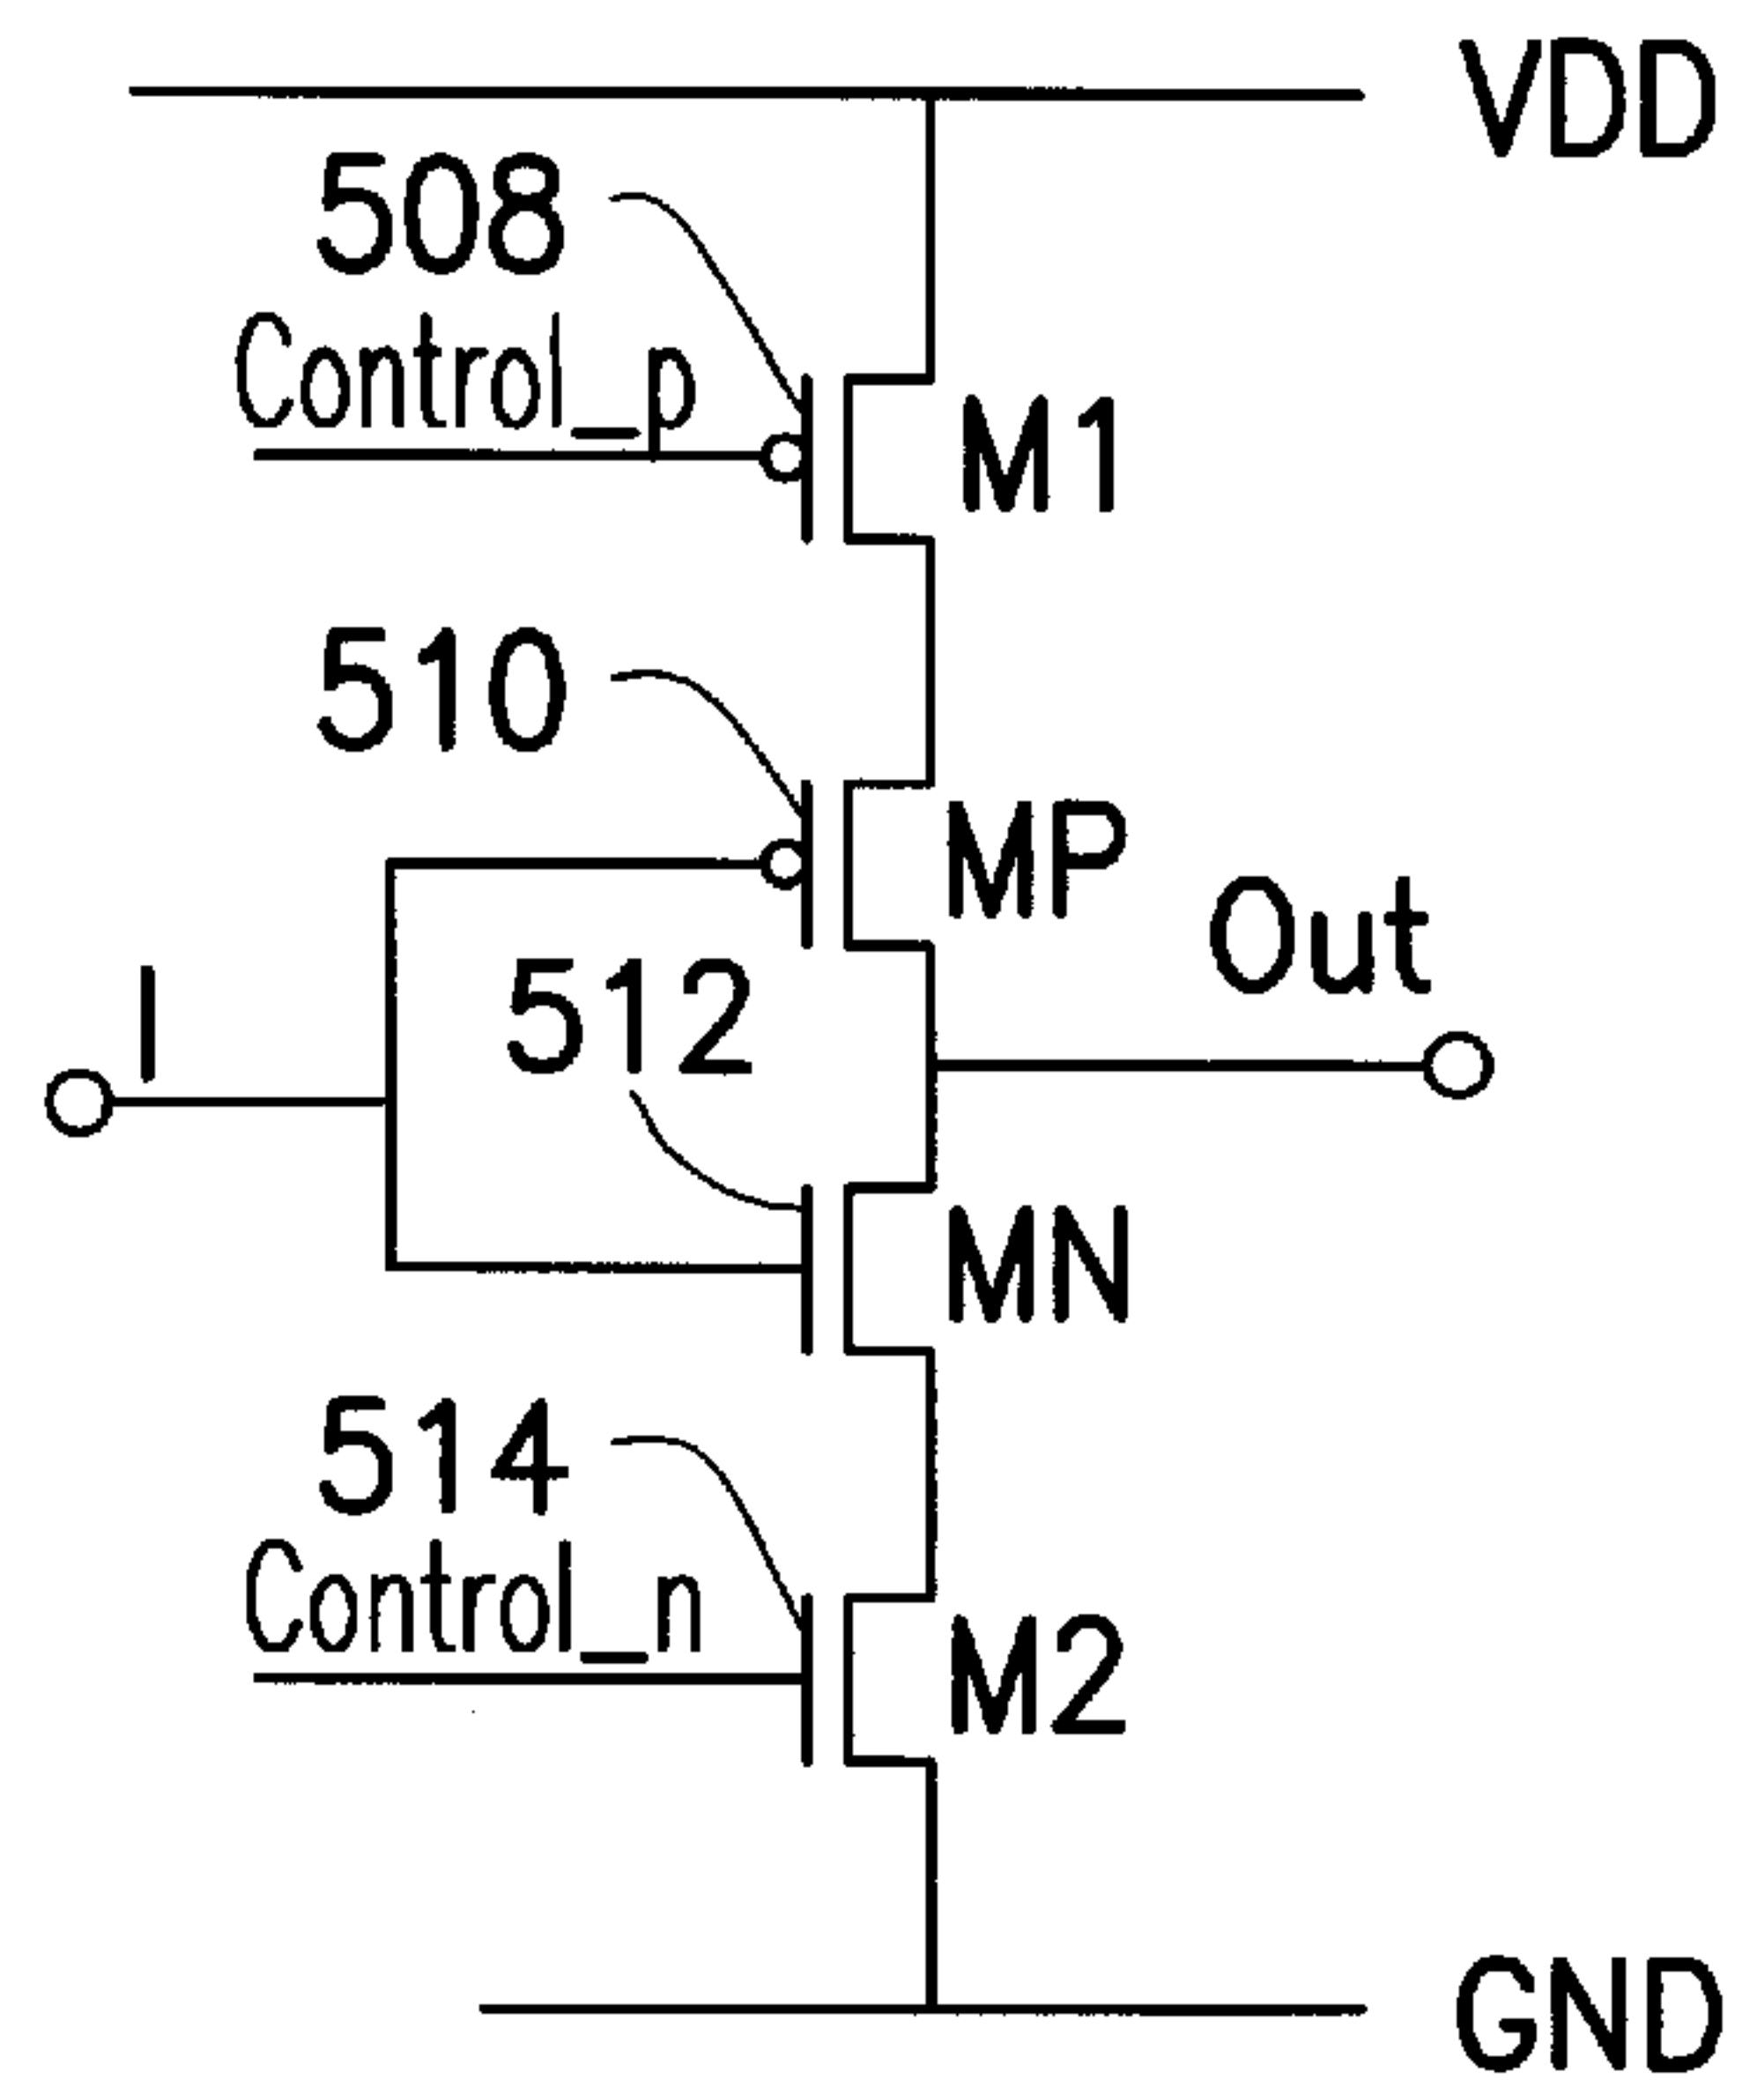 VDD
508
Control_p
M1
510
MP
Out
I
512
MN
514
Control_n
M2
GND